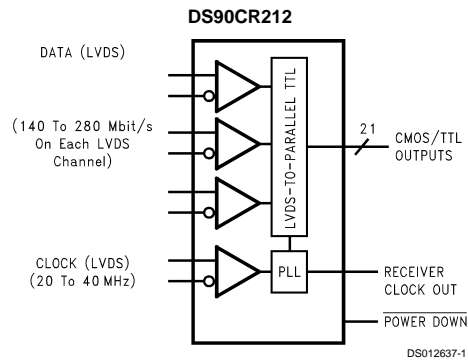 DS90CR212
DATA (LVDS)
(140 To 280 Mbit/s
On Each LVDS
Channel)
CLOCK (LVDS)
(20 To 40 MHz)
LVDS-TO-PARALLEL TTL
PLL
21
CMOS/TTL
OUTPUTS
RECEIVER
CLOCK OUT
POWER DOWN
DS012637-1